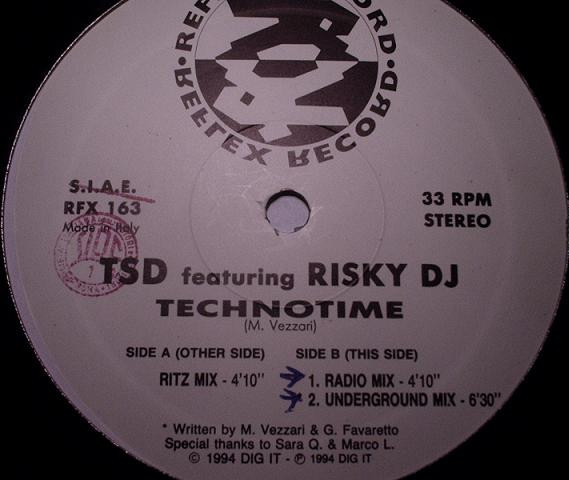 REFLEX RECORD
S.I.A.E.
RFX 163
Made in Italy
33 RPM
STEREO
TSD featuring RISKY DJ
TECHNOTIME
(M. Vezzari)
SIDE A (OTHER SIDE) SIDE B (THIS SIDE)
RITZ MIX - 4'10" 1. RADIO MIX - 4'10"
2. UNDERGROUND MIX - 6'30"
* Written by M. Vezzari & G. Favaretto
Special thanks to Sara Q. & Marco L.
© 1994 DIG IT - ℗ 1994 DIG IT